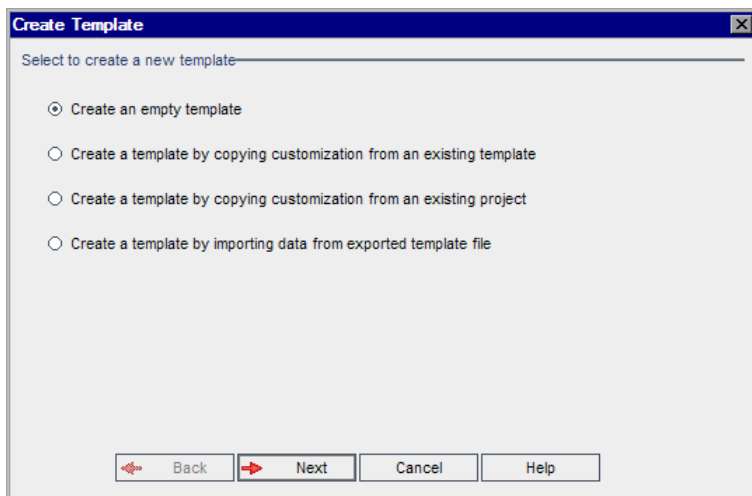 Create Template
Select to create a new template
Create an empty template
Create a template by copying customization from an existing template
Create a template by copying customization from an existing project
Create a template by importing data from exported template file
Back Next Cancel Help